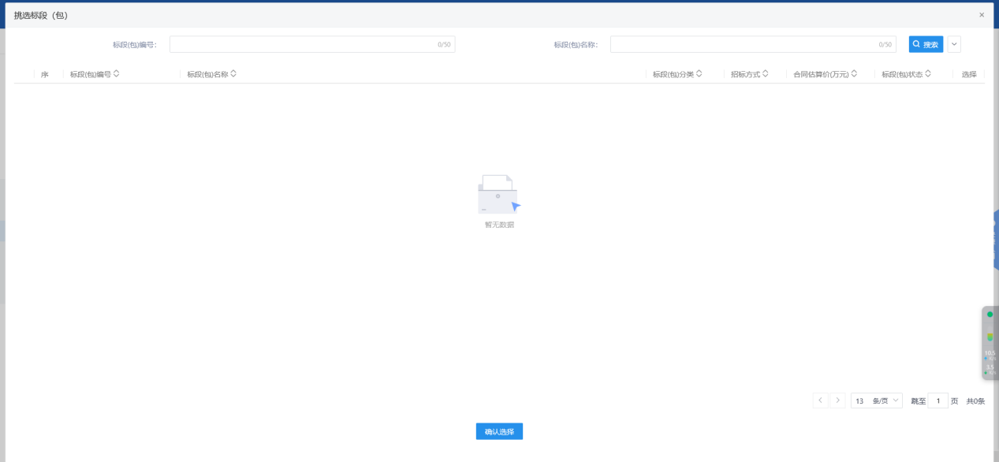 挑选标段（包）
标段(包)编号： 0/50 标段(包)名称： 0/50 搜索
序 标段(包)编号 标段(包)名称 标段(包)分类 招标方式 合同估算价(万元) 标段(包)状态 选择
暂无数据
10.5
K/s
3.5
K/s
13 条/页 跳至 1 页 共0条
确认选择